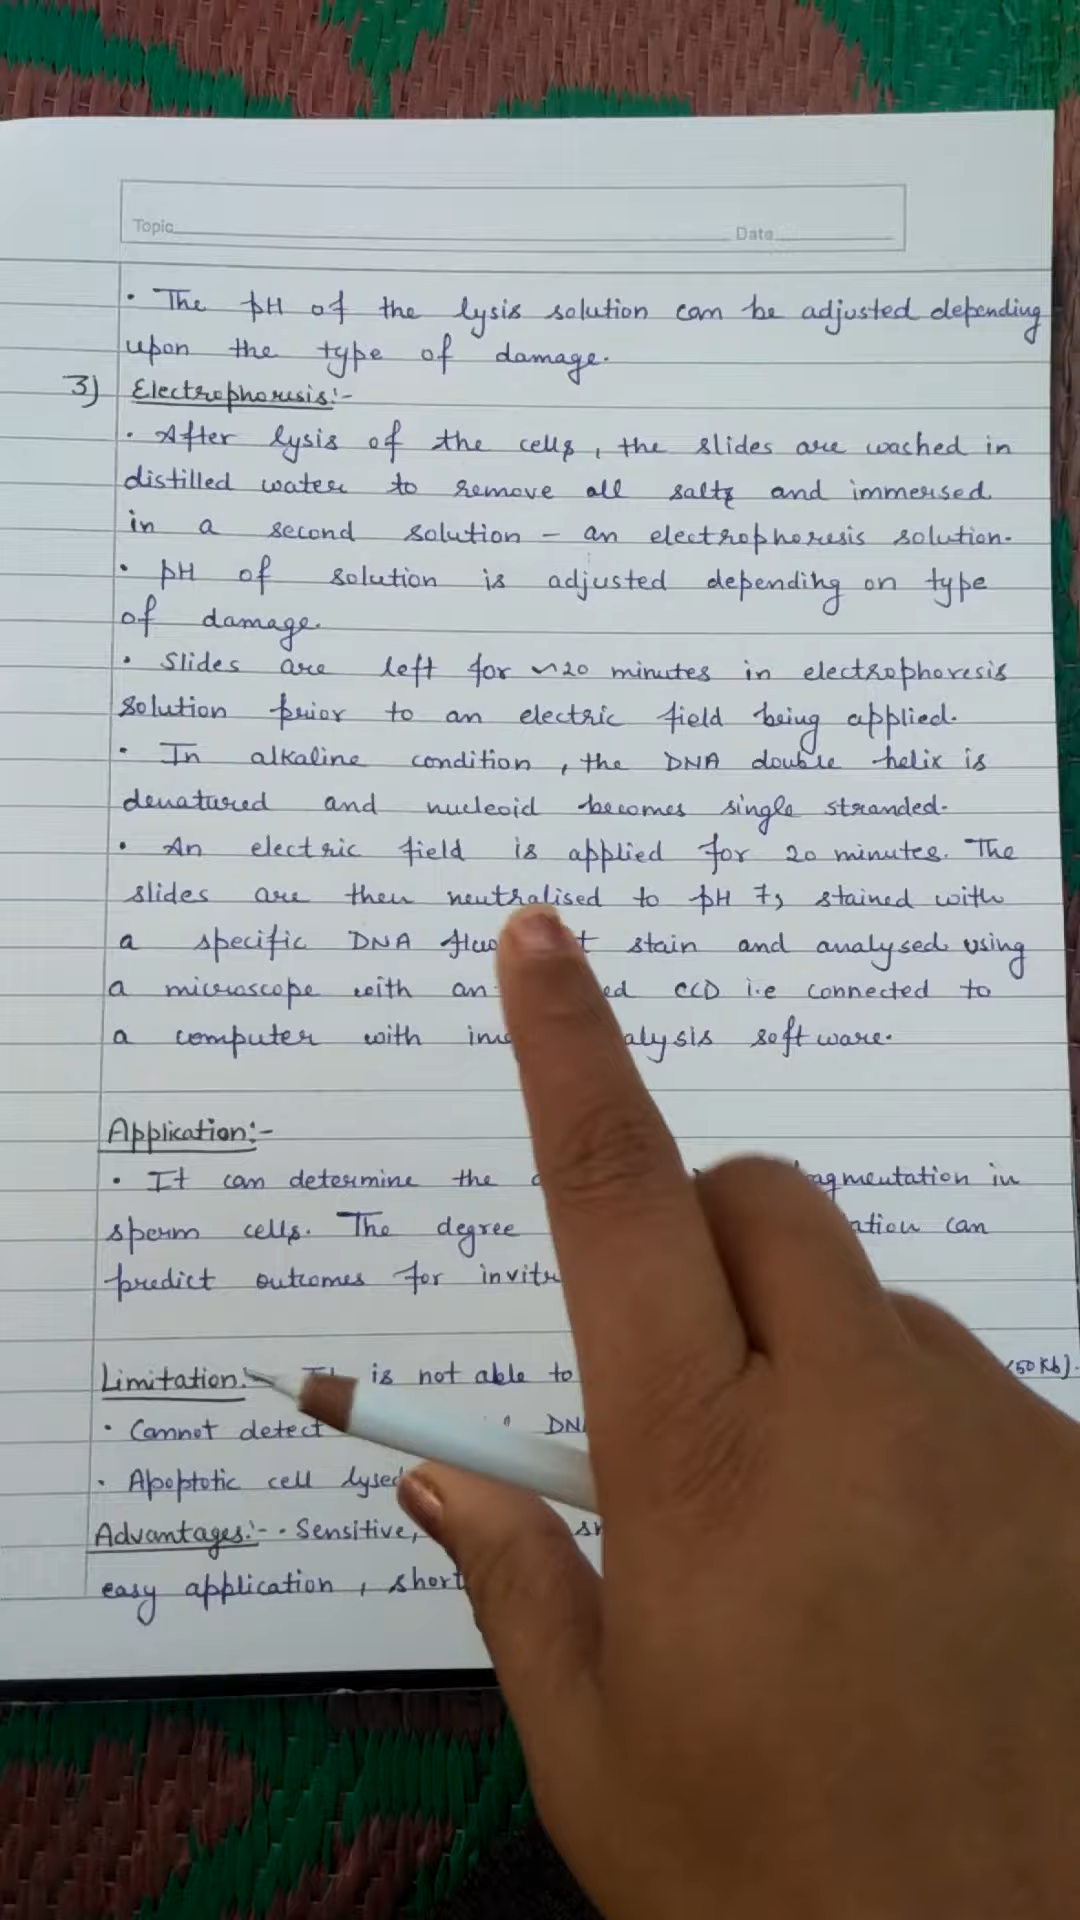 Topic Date
• The pH of the lysis solution can be adjusted depending
upon the type of damage.
3) Electrophoresis:-
• After lysis of the cells, the slides are washed in
distilled water to remove all salts and immersed
in a second solution - an electrophoresis solution.
• pH of solution is adjusted depending on type
of damage.
• Slides are left for ~20 minutes in electrophoresis
solution prior to an electric field being applied.
• In alkaline condition, the DNA double helix is
denatured and nucleoid becomes single stranded.
• An electric field is applied for 20 minutes. The
slides are then neutralised to pH 7, stained with
a specific DNA stain and analysed using
a microscope with an CCD i.e connected to
a computer with software.
Application:-
• It can determine the in
sperm cells. The degree can
predict outcomes for
Limitation:- It is not able to (50 Kb).
• Cannot detect DNA
• Apoptotic cell lysed
Advantages:- • Sensitive,
easy application, short